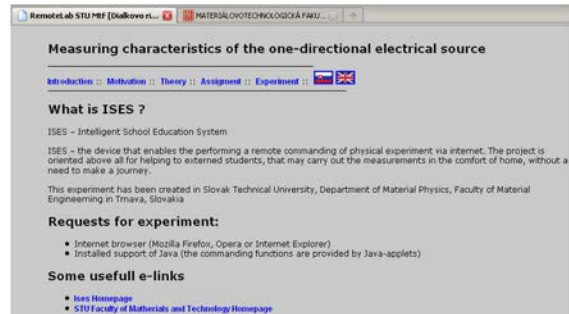 RemoteLab STU MtF [Diaľkovo ri...
MATERIÁLOVOTECHNOLOGICKÁ FAKU...
Measuring characteristics of the one-directional electrical source
Introduction :: Motivation :: Theory :: Assigment :: Experiment ::
What is ISES ?
ISES – Intelligent School Education System
ISES – the device that enables the performing a remote commanding of physical experiment via internet. The project is
oriented above all for helping to externed students, that may carry out the measurements in the comfort of home, without a
need to make a journey.
This experiment has been created in Slovak Technical University, Department of Material Physics, Faculty of Material
Engineerning in Trnava, Slovakia
Requests for experiment:
• Internet browser (Mozilla Firefox, Opera or Internet Explorer)
• Installed support of Java (the commanding functions are provided by Java-applets)
Some usefull e-links
• Ises Homepage
• STU Faculty of Matherials and Technology Homepage